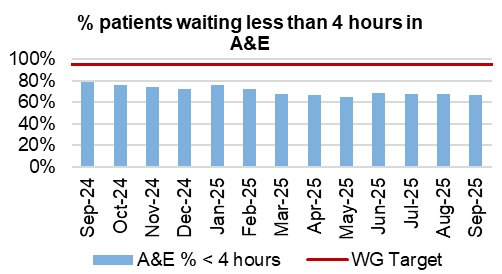 % patients waiting less than 4 hours in
A&E
100%
80%
60%
40%
20%
0%
Sep-24
Oct-24
Nov-24
Dec-24
Jan-25
Feb-25
Mar-25
Apr-25
May-25
Jun-25
Jul-25
Aug-25
Sep-25
A&E % < 4 hours
WG Target